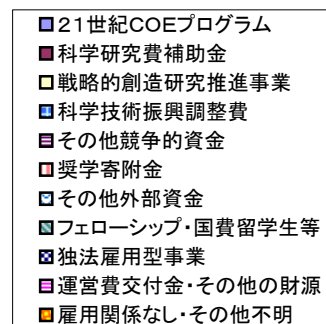 21世紀COEプログラム
科学研究費補助金
戦略的創造研究推進事業
科学技術振興調整費
その他競争的資金
奨学寄附金
その他外部資金
フェローシップ・国費留学生等
独法雇用型事業
運営費交付金・その他の財源
雇用関係なし・その他不明